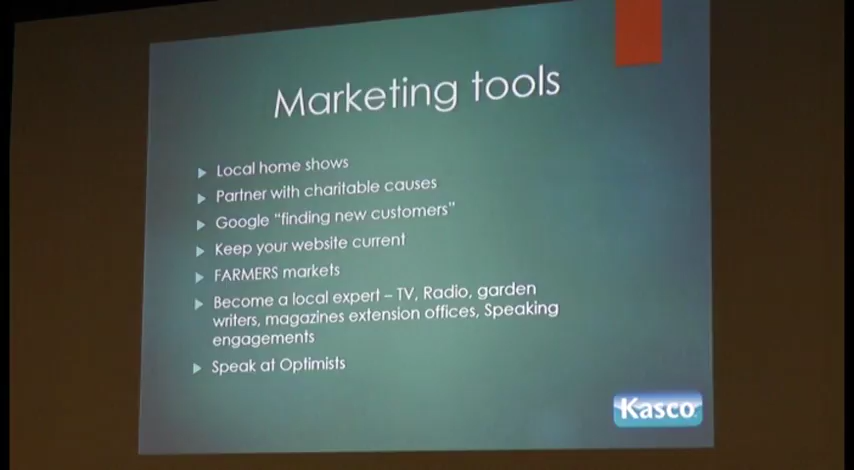 Marketing tools
Local home shows
Partner with charitable causes
Google "finding new customers"
Keep your website current
FARMERS markets
Become a local expert – TV, Radio, garden
writers, magazines extension offices, Speaking
engagements
Speak at Optimists
Kasco